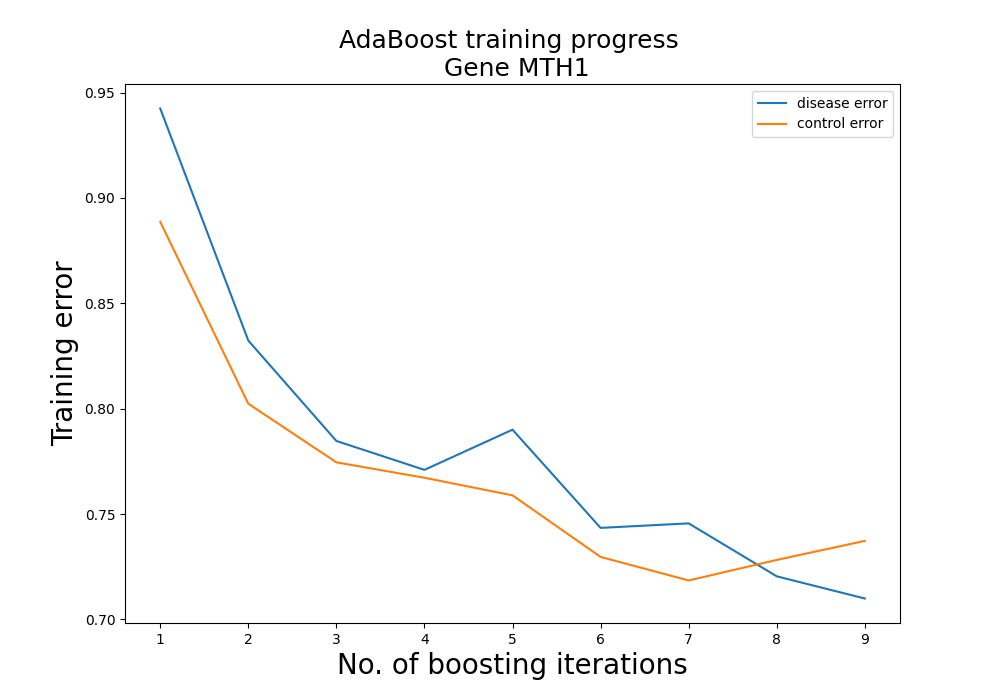 AdaBoost training progress
Gene MTH1
disease error
control error
Training error
0.95
0.90
0.85
0.80
0.75
0.70
1 2 3 4 5 6 7 8 9
No. of boosting iterations